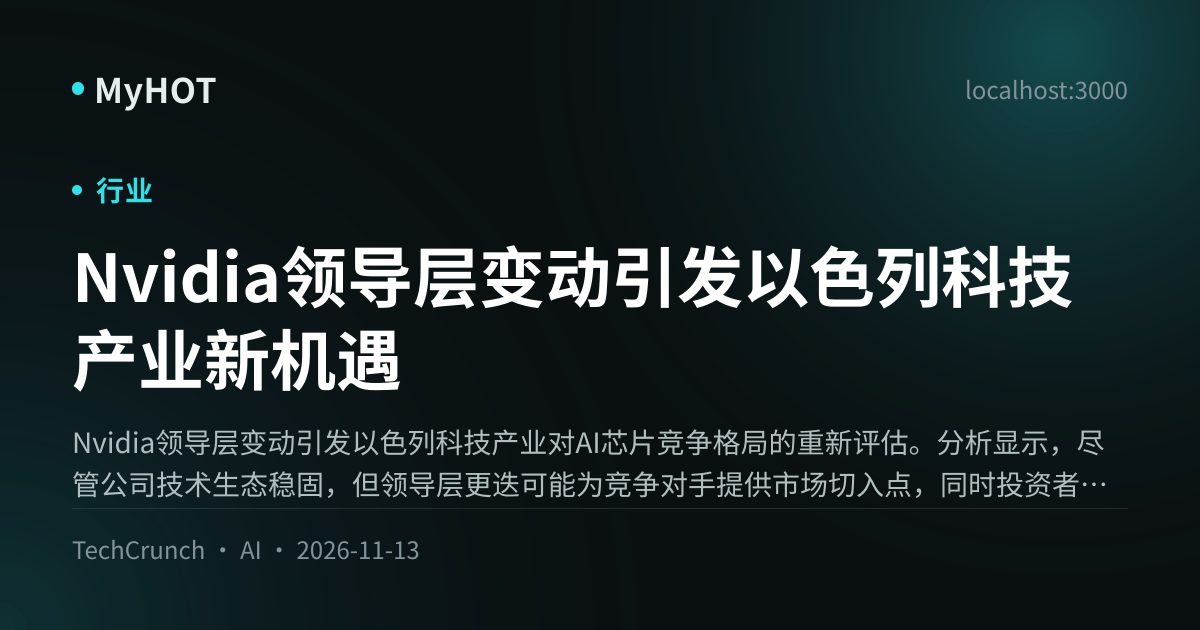 MyHOT
localhost:3000
行业
Nvidia领导层变动引发以色列科技
产业新机遇
Nvidia领导层变动引发以色列科技产业对AI芯片竞争格局的重新评估。分析显示，尽
管公司技术生态稳固，但领导层更迭可能为竞争对手提供市场切入点，同时投资者…
TechCrunch • AI • 2026-11-13